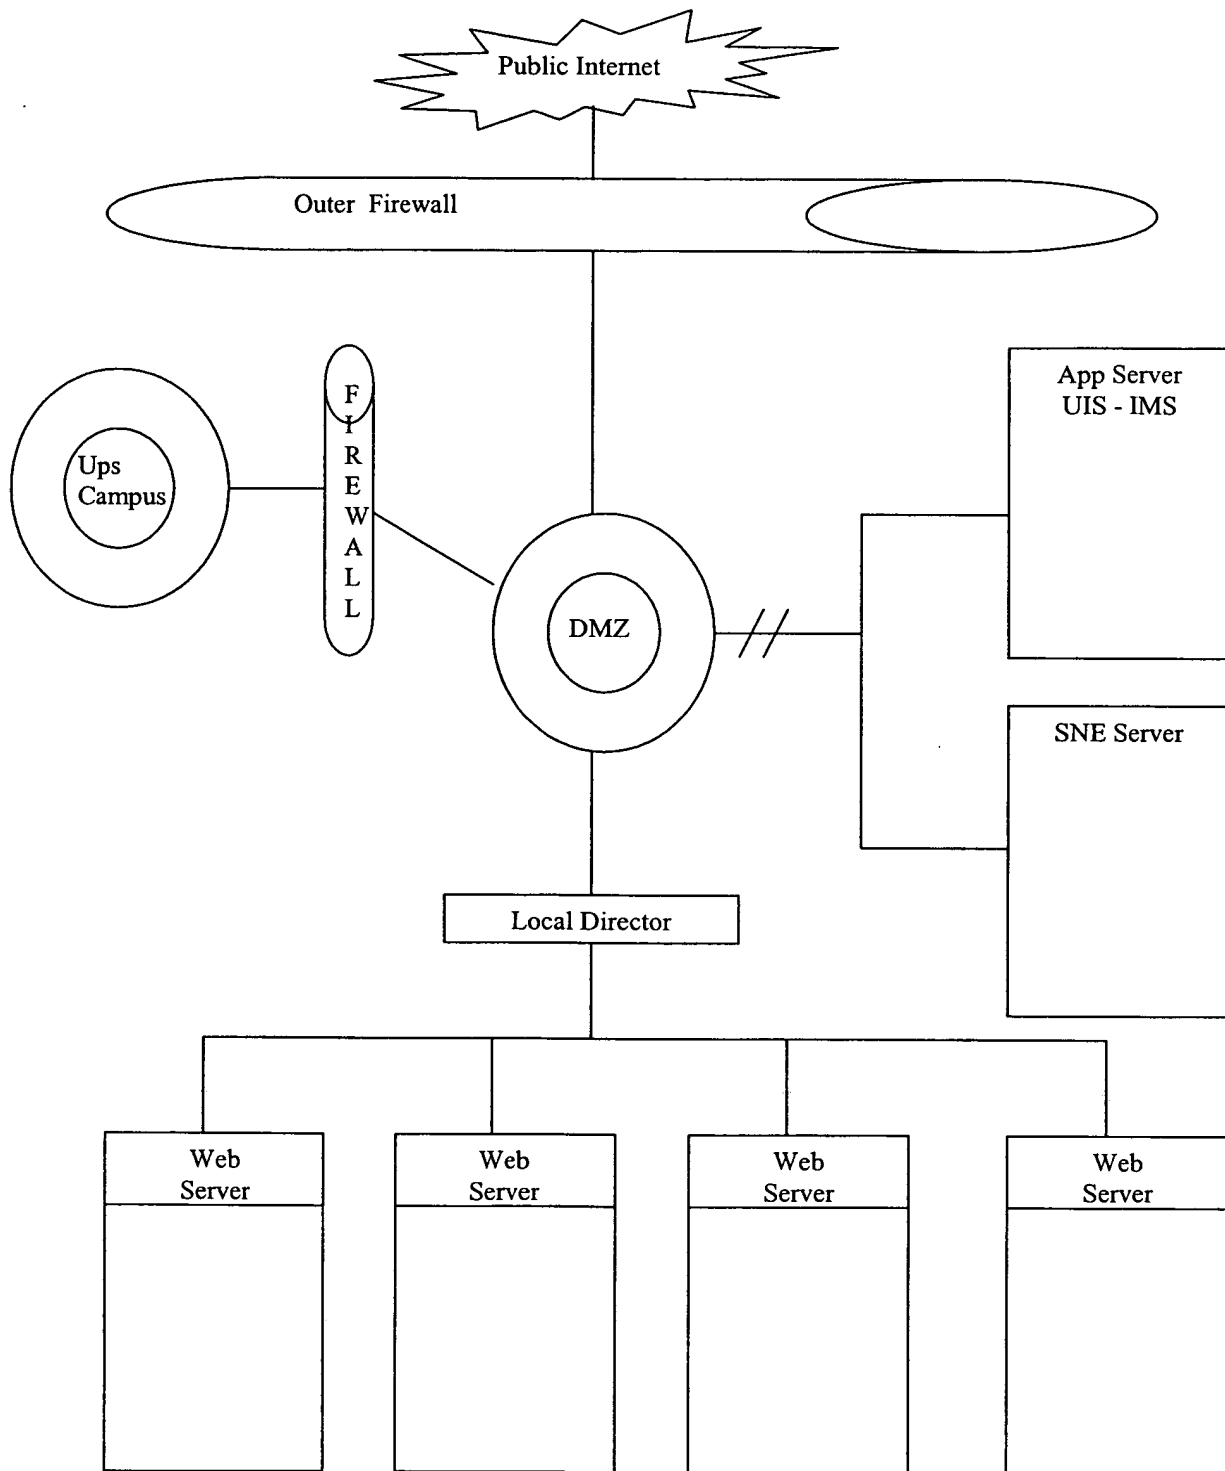 Public Internet
Outer Firewall
FIREWALL
App Server
UIS - IMS
Ups
Campus
DMZ
SNE Server
Local Director
Web
Server
Web
Server
Web
Server
Web
Server